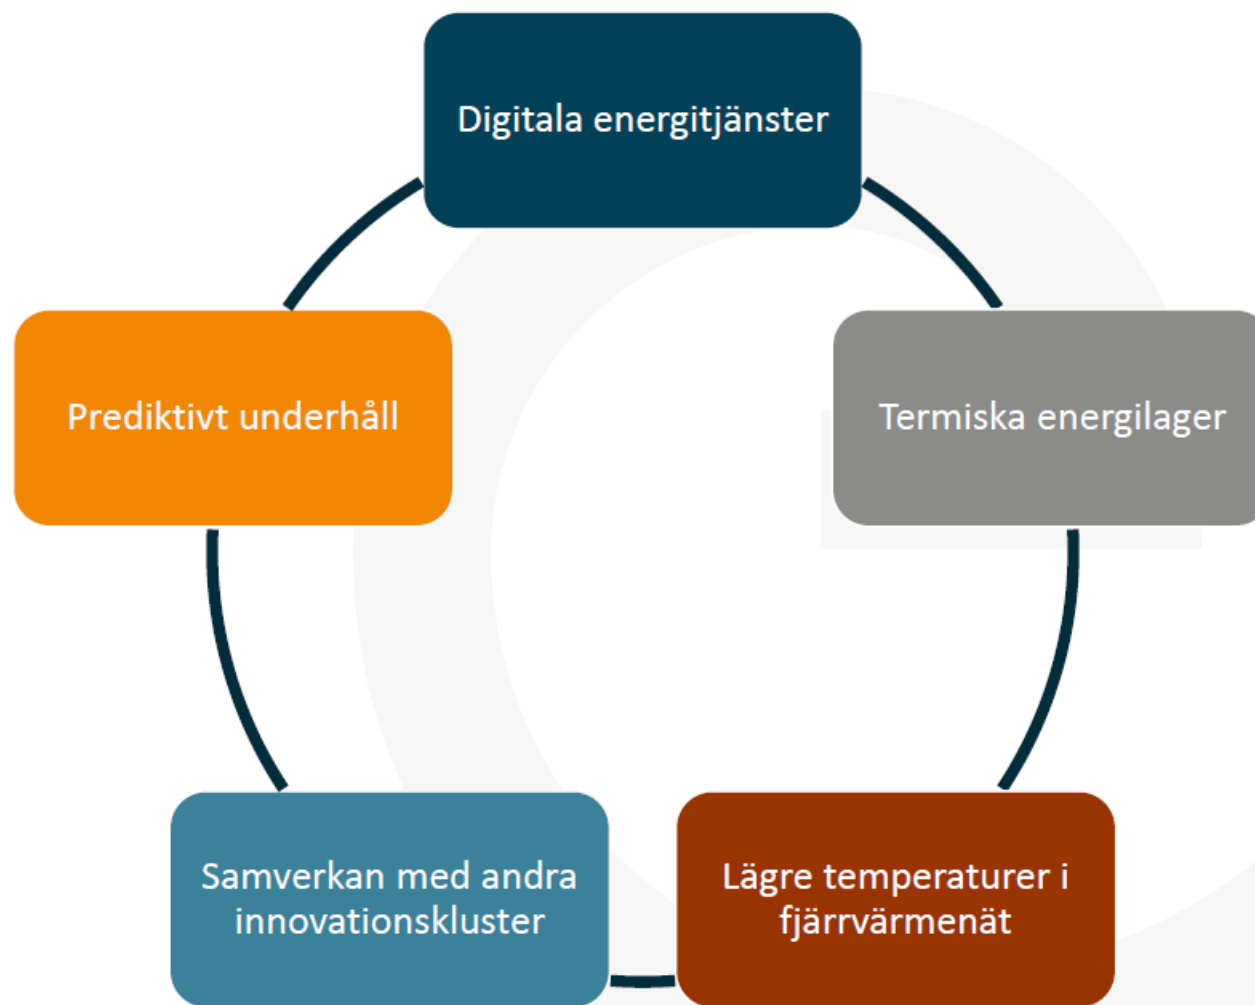 Digitala energitjänster
Prediktivt underhåll
Termiska energilager
Samverkan med andra
innovationskluster
Lägre temperaturer i
fjärrvärmenät